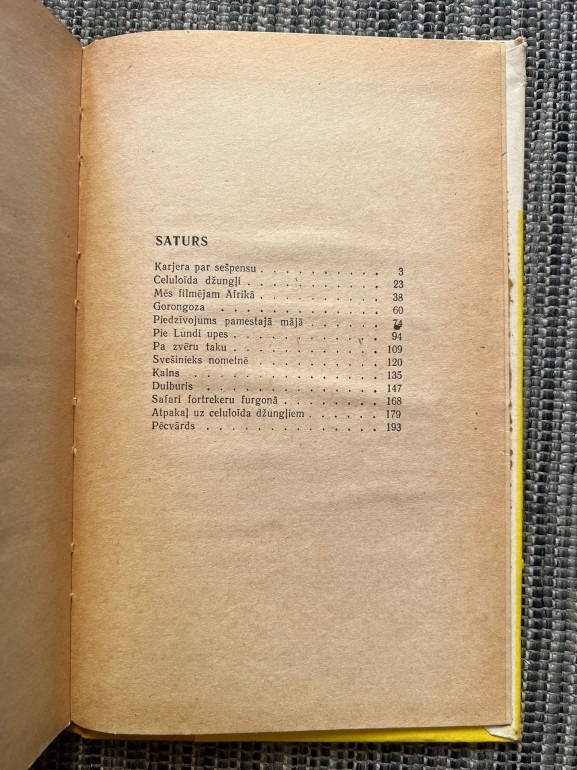 SATURS
Karjera par sešpensu . . . . . . . . . . 3
Celuloīda džungļi . . . . . . . . . . . 23
Mēs filmējam Āfrikā . . . . . . . . . . 38
Gorongoza . . . . . . . . . . . . . 60
Piedzīvojums pamestajā mājā . . . . . . . 74
Pie Lundi upes . . . . . . . . . . . . 94
Pa zvēru taku . . . . . . . . . . . . 109
Svešinieks nometnē . . . . . . . . . . 120
Kalns . . . . . . . . . . . . . . . 135
Dulburis . . . . . . . . . . . . . . 147
Safari fortrekeru furgonā . . . . . . . . 168
Atpakaļ uz celuloīda džungļiem . . . . . . 179
Pēcvārds . . . . . . . . . . . . . 193